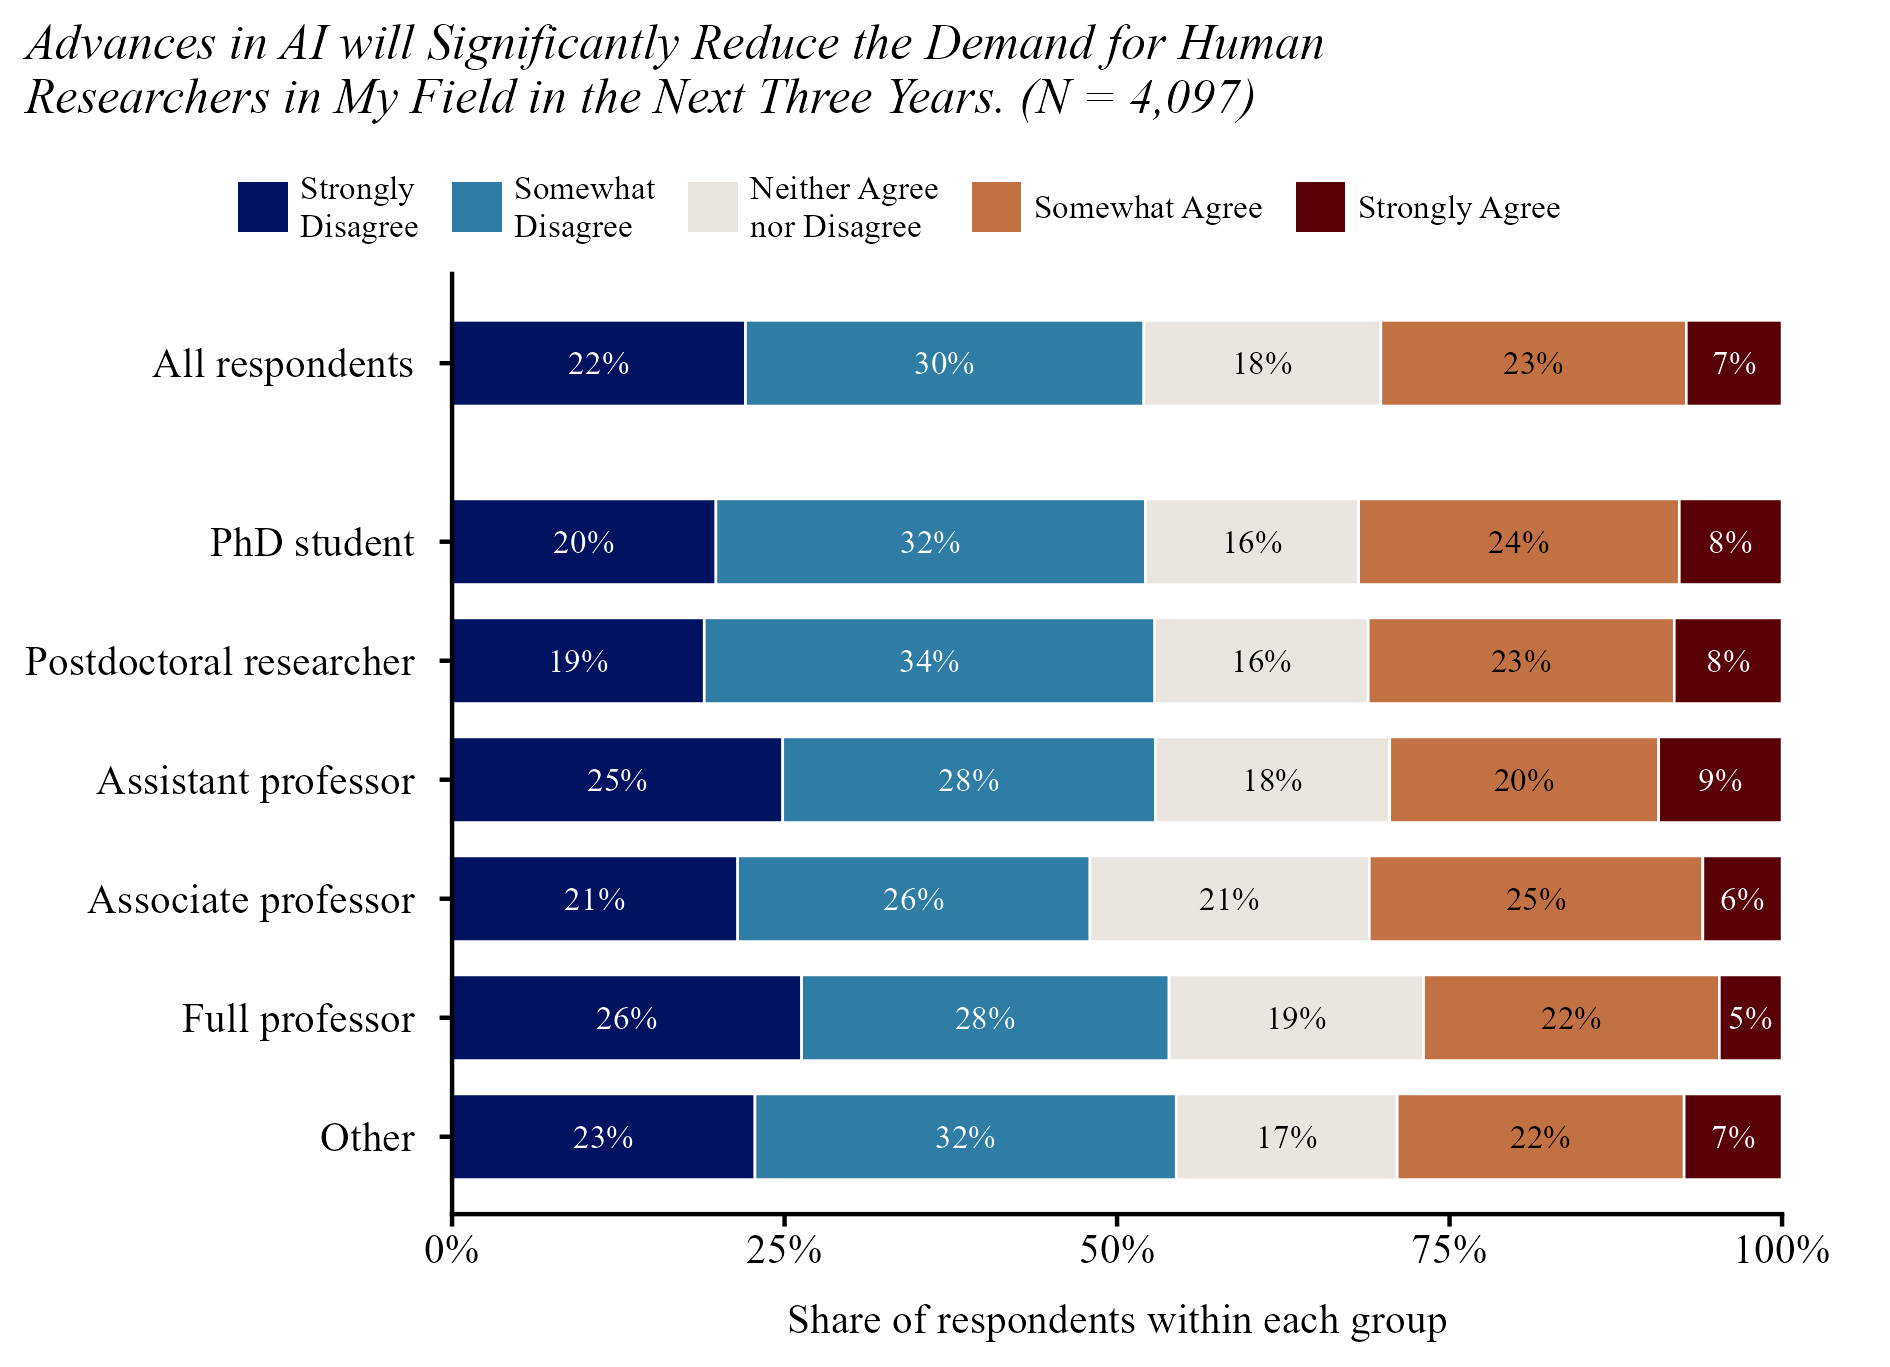 Advances in AI will Significantly Reduce the Demand for Human
Researchers in My Field in the Next Three Years. (N = 4,097)
Strongly Disagree
Somewhat Disagree
Neither Agree nor Disagree
Somewhat Agree
Strongly Agree
All respondents 22% 30% 18% 23% 7%
PhD student 20% 32% 16% 24% 8%
Postdoctoral researcher 19% 34% 16% 23% 8%
Assistant professor 25% 28% 18% 20% 9%
Associate professor 21% 26% 21% 25% 6%
Full professor 26% 28% 19% 22% 5%
Other 23% 32% 17% 22% 7%
0% 25% 50% 75% 100%
Share of respondents within each group